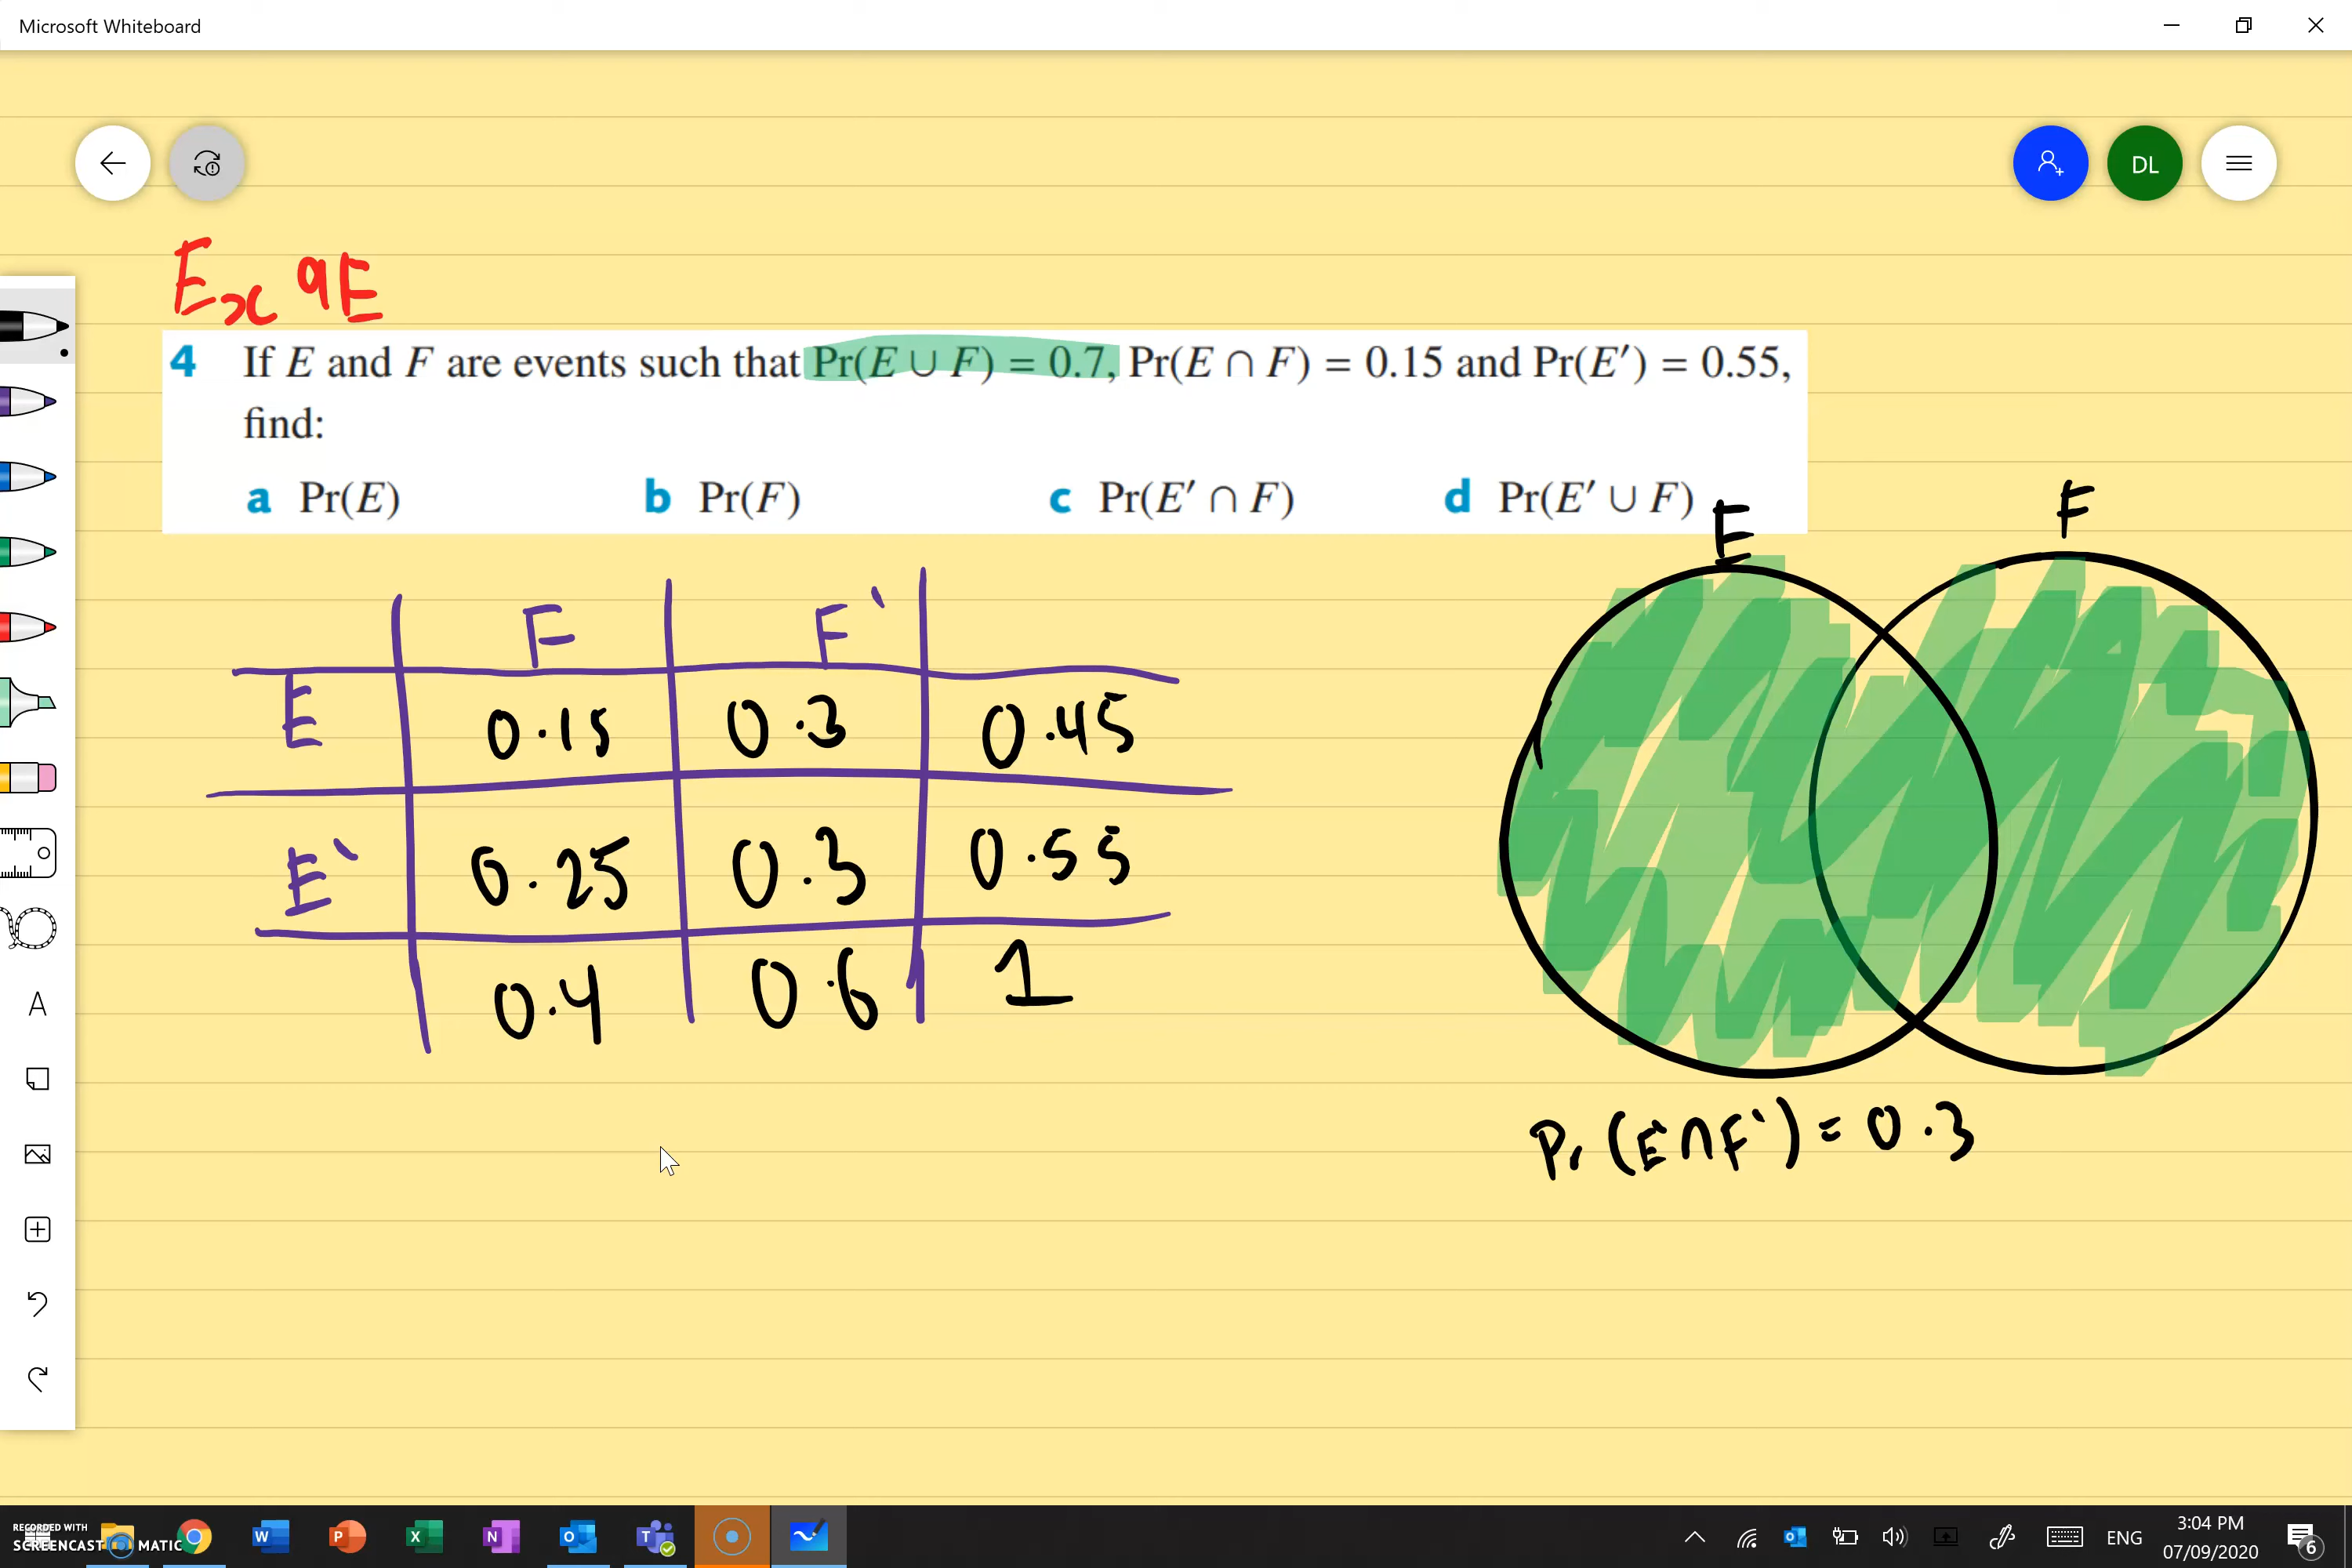 Microsoft Whiteboard
DL
Ex 9E
4 If E and F are events such that Pr(E ∪ F) = 0.7, Pr(E ∩ F) = 0.15 and Pr(E′) = 0.55,
find:
a Pr(E) b Pr(F) c Pr(E′ ∩ F) d Pr(E′ ∪ F)
E F
F F'
E 0.15 0.3 0.45
E' 0.25 0.3 0.55
0.4 0.6 1
Pr (E' ∩ F') = 0.3
A
RECORDED WITH
SCREENCAST MATIC
W P X N O T
ENG
3:04 PM
07/09/2020
6